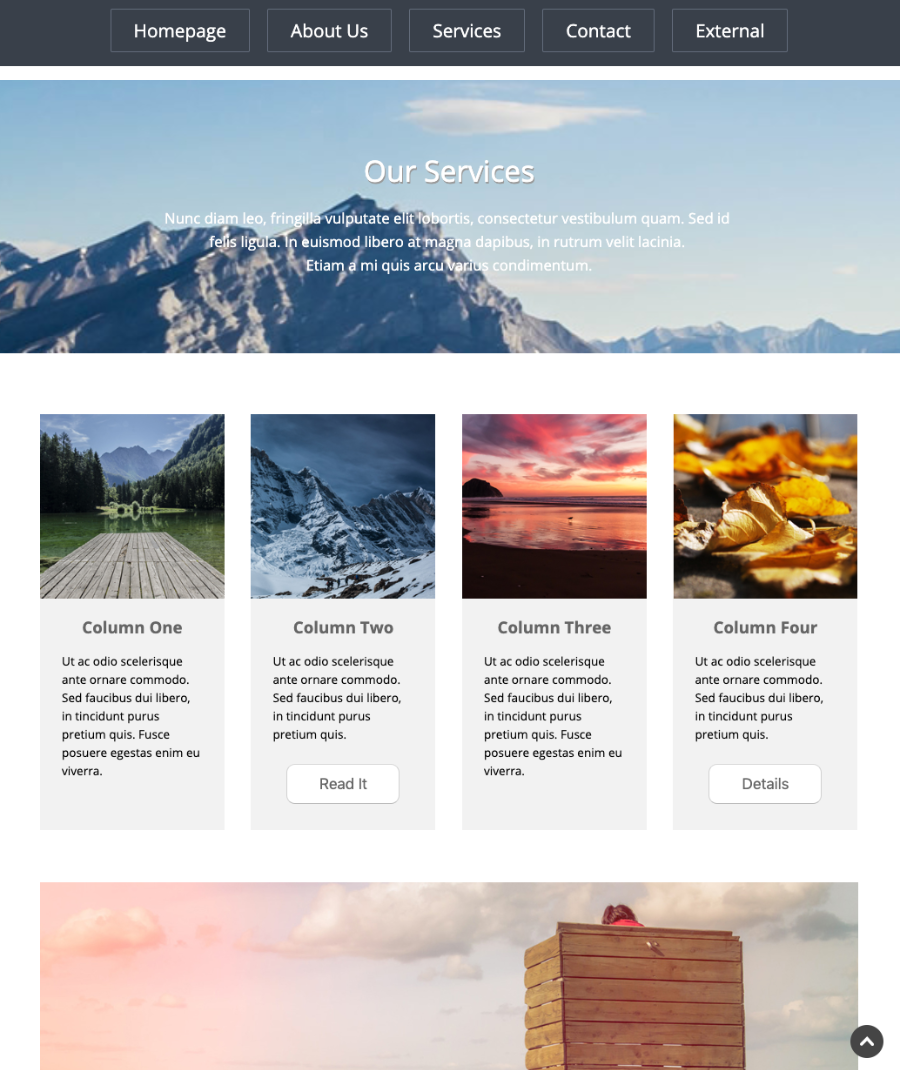 Homepage About Us Services Contact External
Our Services
Nunc diam leo, fringilla vulputate elit lobortis, consectetur vestibulum quam. Sed id
felis ligula. In euismod libero at magna dapibus, in rutrum velit lacinia.
Etiam a mi quis arcu varius condimentum.
Column One
Ut ac odio scelerisque
ante ornare commodo.
Sed faucibus dui libero,
in tincidunt purus
pretium quis. Fusce
posuere egestas enim eu
viverra.
Column Two
Ut ac odio scelerisque
ante ornare commodo.
Sed faucibus dui libero,
in tincidunt purus
pretium quis.
Read It
Column Three
Ut ac odio scelerisque
ante ornare commodo.
Sed faucibus dui libero,
in tincidunt purus
pretium quis. Fusce
posuere egestas enim eu
viverra.
Column Four
Ut ac odio scelerisque
ante ornare commodo.
Sed faucibus dui libero,
in tincidunt purus
pretium quis.
Details